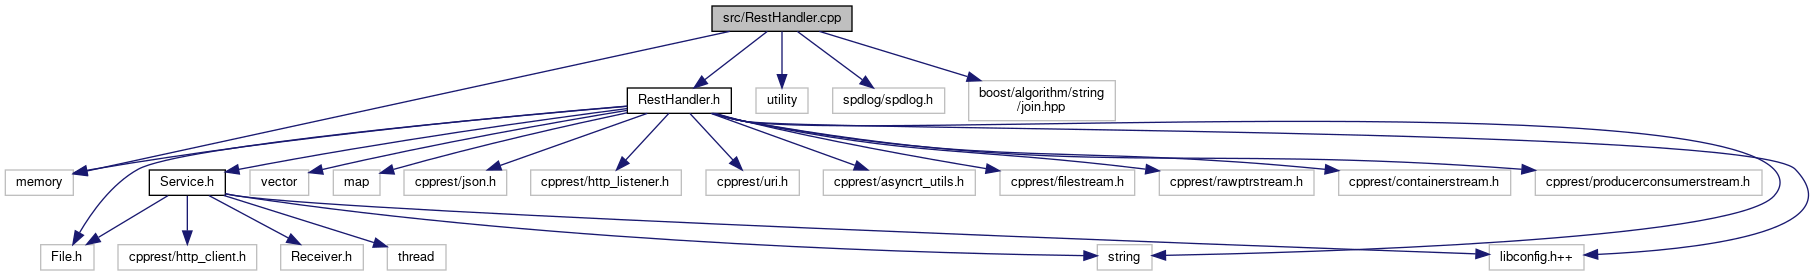 src/RestHandler.cpp
RestHandler.h
utility
spdlog/spdlog.h
boost/algorithm/string
/join.hpp
memory
Service.h
vector
map
cpprest/json.h
cpprest/http_listener.h
cpprest/uri.h
cpprest/asyncrt_utils.h
cpprest/filestream.h
cpprest/rawptrstream.h
cpprest/containerstream.h
cpprest/producerconsumerstream.h
File.h
cpprest/http_client.h
Receiver.h
thread
string
libconfig.h++